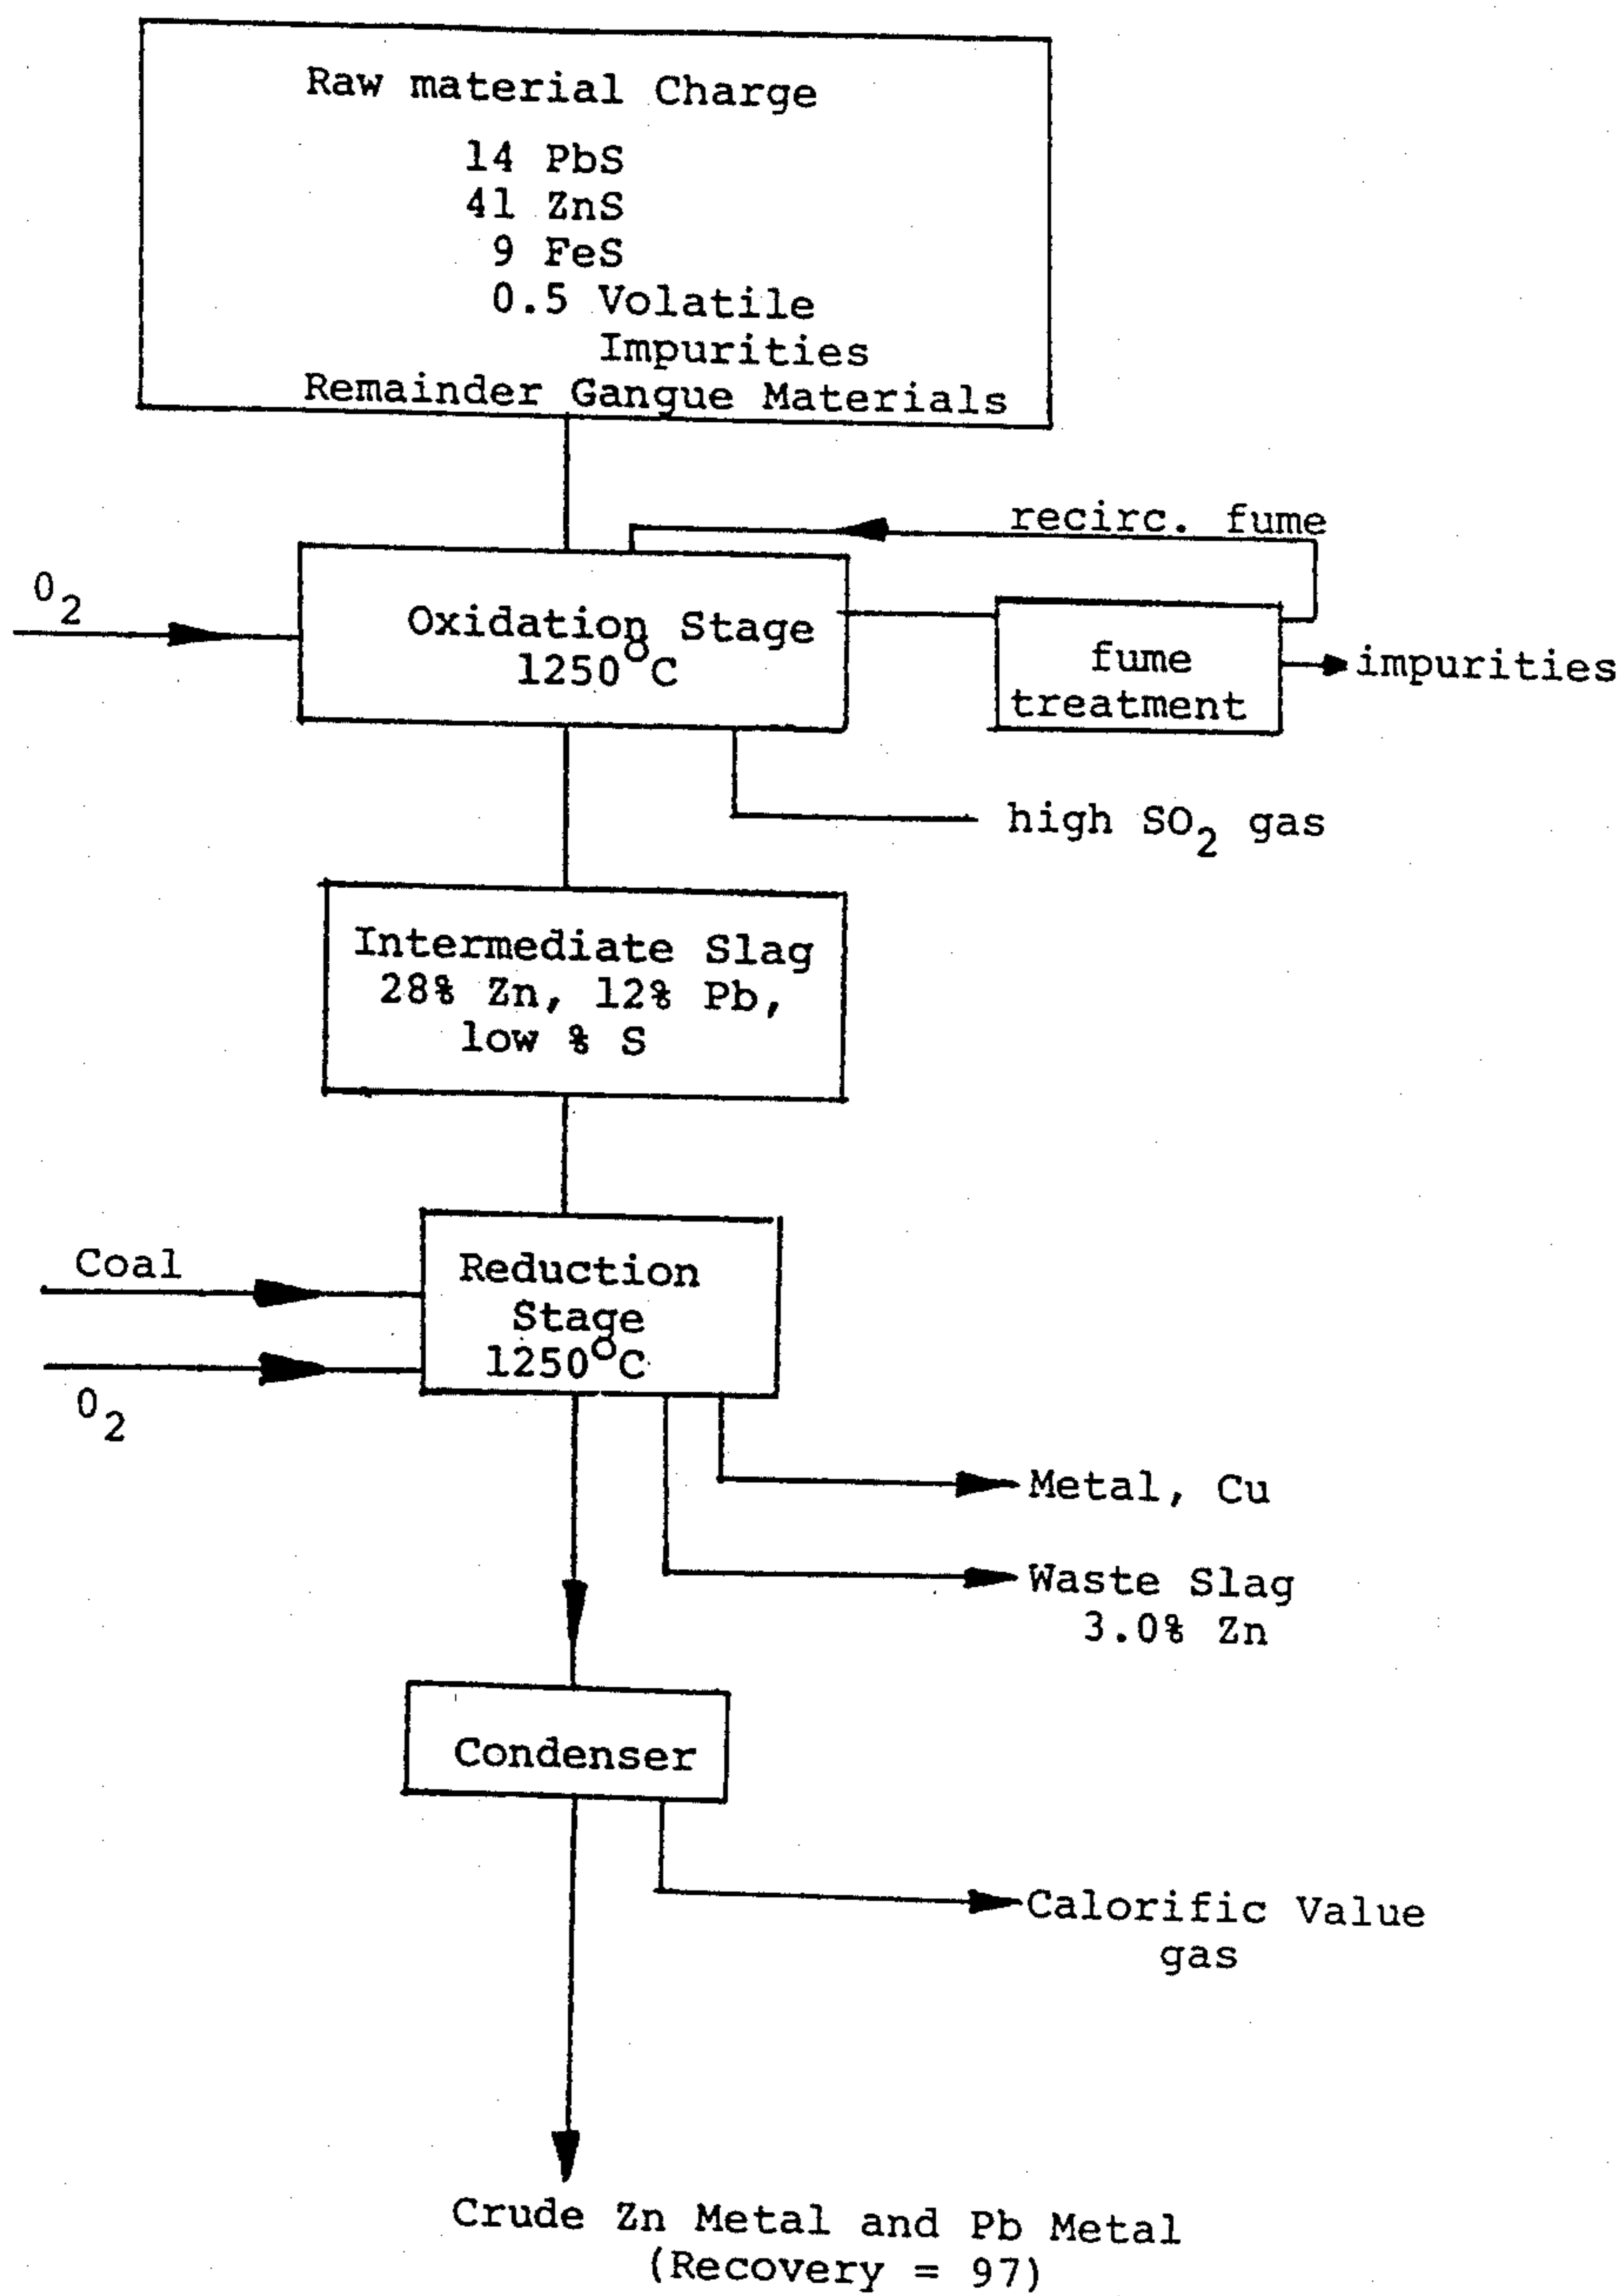 Raw material Charge
14 PbS
41 ZnS
9 FeS
0.5 Volatile
Impurities
Remainder Gangue Materials
recirc. fume
O2
Oxidation Stage
1250°C
fume
treatment
impurities
high SO2 gas
Intermediate Slag
28% Zn, 12% Pb,
low % S
Coal
Reduction
Stage
1250°C
O2
Metal, Cu
Waste Slag
3.0% Zn
Condenser
Calorific Value
gas
Crude Zn Metal and Pb Metal
(Recovery = 97)